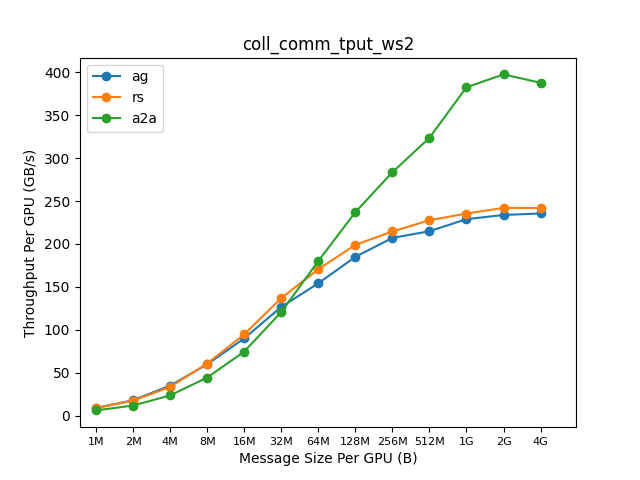 coll_comm_tput_ws2
ag
rs
a2a
Throughput Per GPU (GB/s)
400
350
300
250
200
150
100
50
0
1M 2M 4M 8M 16M 32M 64M 128M 256M 512M 1G 2G 4G
Message Size Per GPU (B)